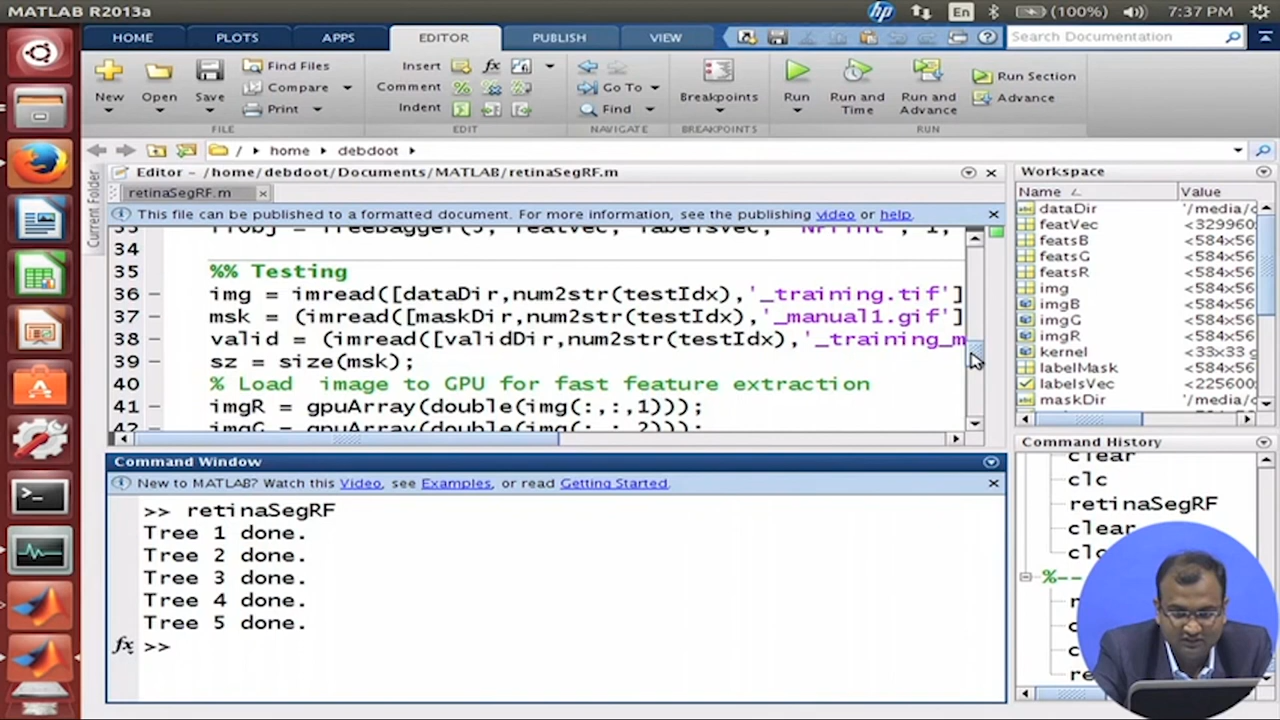 MATLAB R2013a
En
(100%)
7:37 PM
HOME PLOTS APPS EDITOR PUBLISH VIEW
Search Documentation
New Open Save
Find Files
Compare
Print
Insert
Comment
Indent
Go To
Find
Breakpoints
Run
Run and Time
Run and Advance
Run Section
Advance
FILE EDIT NAVIGATE BREAKPOINTS RUN
/ home debdoot
Current Folder
Editor - /home/debdoot/Documents/MATLAB/retinaSegRF.m
retinaSegRF.m
This file can be published to a formatted document. For more information, see the publishing video or help.
34
35 %% Testing
36 – img = imread([dataDir,num2str(testIdx),'_training.tif']
37 – msk = (imread([maskDir,num2str(testIdx),'_manual1.gif']
38 – valid = (imread([validDir,num2str(testIdx),'_training_m
39 – sz = size(msk);
40 % Load image to GPU for fast feature extraction
41 – imgR = gpuArray(double(img(:,:,1)));
Command Window
New to MATLAB? Watch this Video, see Examples, or read Getting Started.
>> retinaSegRF
Tree 1 done.
Tree 2 done.
Tree 3 done.
Tree 4 done.
Tree 5 done.
fx >>
Workspace
Name Value
dataDir '/media/c
featVec <329960
featsB <584x56
featsG <584x56
featsR <584x56
img <584x56
imgB <584x56
imgG <584x56
imgR <584x56
kernel <33x33 g
labelMask <584x56
labelsVec <225600
maskDir '/media/c
Command History
clear
clc
retinaSegRF
clear
%--